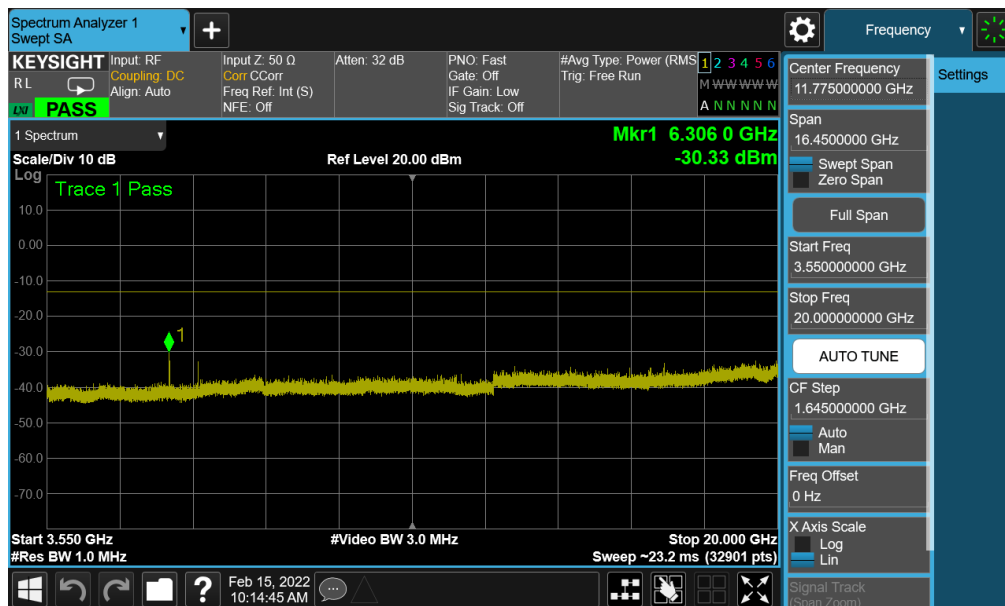 Spectrum Analyzer 1
Swept SA
+
Frequency
KEYSIGHT
RL
LXI
PASS
Input: RF
Coupling: DC
Align: Auto
Input Z: 50 Ω
Corr CCorr
Freq Ref: Int (S)
NFE: Off
Atten: 32 dB
PNO: Fast
Gate: Off
IF Gain: Low
Sig Track: Off
#Avg Type: Power (RMS
Trig: Free Run
1 2 3 4 5 6
M W W W W W
A N N N N N
1 Spectrum
Mkr1 6.306 0 GHz
-30.33 dBm
Scale/Div 10 dB
Ref Level 20.00 dBm
Log
Trace 1 Pass
10.0
0.00
-10.0
-20.0
-30.0
-40.0
-50.0
-60.0
-70.0
1
Start 3.550 GHz
#Video BW 3.0 MHz
Stop 20.000 GHz
#Res BW 1.0 MHz
Sweep ~23.2 ms (32901 pts)
Center Frequency
11.775000000 GHz
Settings
Span
16.4500000 GHz
Swept Span
Zero Span
Full Span
Start Freq
3.550000000 GHz
Stop Freq
20.000000000 GHz
AUTO TUNE
CF Step
1.645000000 GHz
Auto
Man
Freq Offset
0 Hz
X Axis Scale
Log
Lin
Signal Track
(Span Zoom)
?
Feb 15, 2022
10:14:45 AM